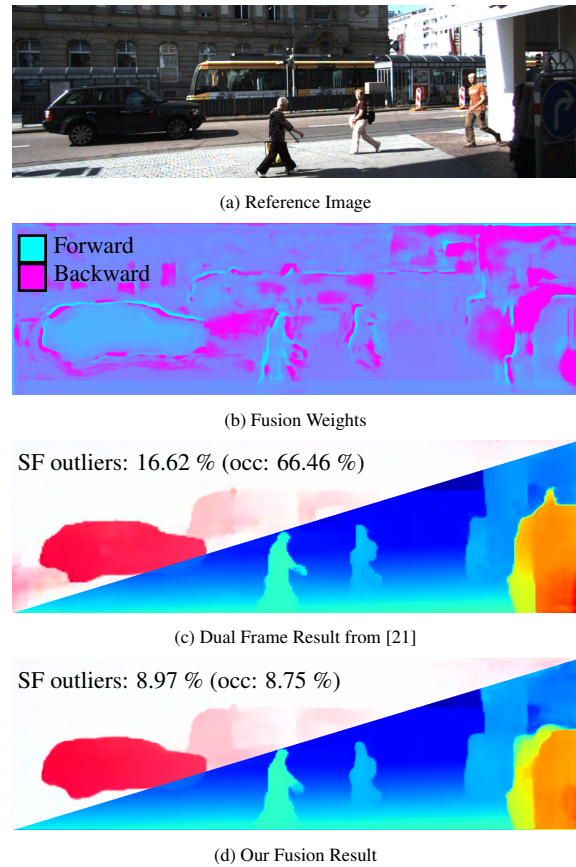 (a) Reference Image
Forward
Backward
(b) Fusion Weights
SF outliers: 16.62 % (occ: 66.46 %)
(c) Dual Frame Result from [21]
SF outliers: 8.97 % (occ: 8.75 %)
(d) Our Fusion Result